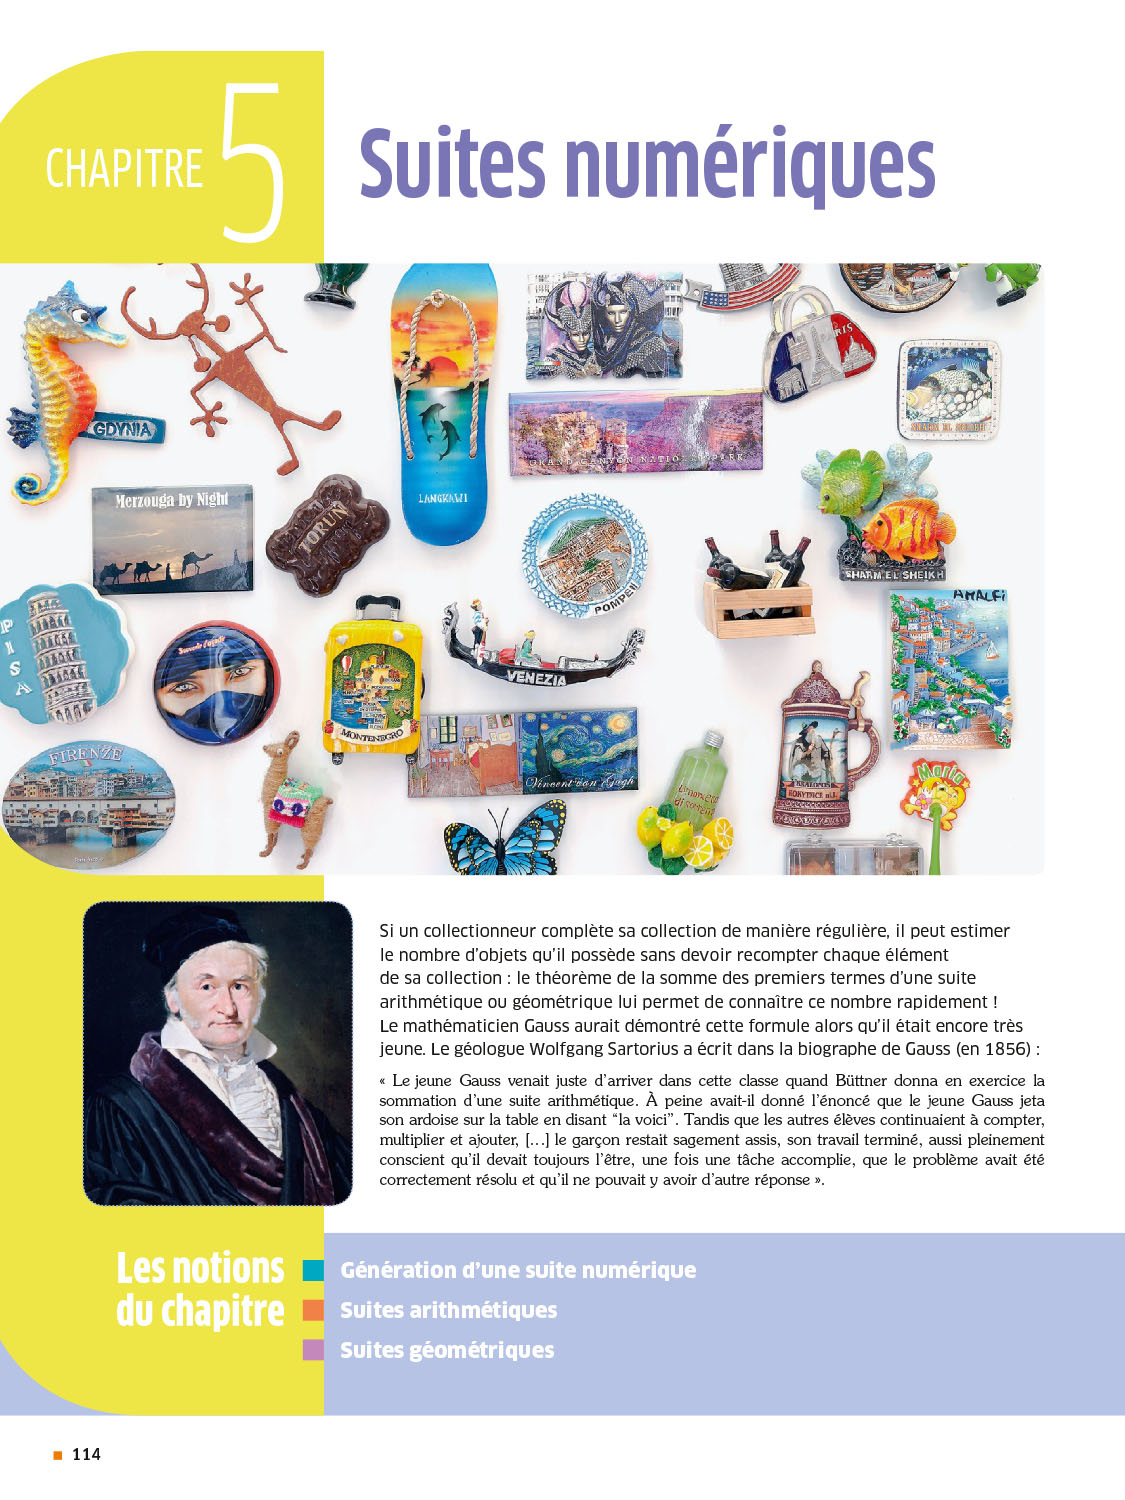 CHAPITRE 5
Suites numériques
GDYNIA
LANGKAWI
GRAND CANYON NATIONAL PARK
PARIS
Merzouga by Night
TORUN
POMPEII
SHARM EL SHEIKH
AMALFI
PISA
VENEZIA
MONTENEGRO
FIRENZE
Vincent van Gogh
Maria
Si un collectionneur complète sa collection de manière régulière, il peut estimer
le nombre d’objets qu’il possède sans devoir recompter chaque élément
de sa collection : le théorème de la somme des premiers termes d’une suite
arithmétique ou géométrique lui permet de connaître ce nombre rapidement !
Le mathématicien Gauss aurait démontré cette formule alors qu’il était encore très
jeune. Le géologue Wolfgang Sartorius a écrit dans la biographe de Gauss (en 1856) :
« Le jeune Gauss venait juste d’arriver dans cette classe quand Büttner donna en exercice la
sommation d’une suite arithmétique. À peine avait-il donné l’énoncé que le jeune Gauss jeta
son ardoise sur la table en disant “la voici”. Tandis que les autres élèves continuaient à compter,
multiplier et ajouter, […] le garçon restait sagement assis, son travail terminé, aussi pleinement
conscient qu’il devait toujours l’être, une fois une tâche accomplie, que le problème avait été
correctement résolu et qu’il ne pouvait y avoir d’autre réponse ».
Les notions
du chapitre
Génération d’une suite numérique
Suites arithmétiques
Suites géométriques
114